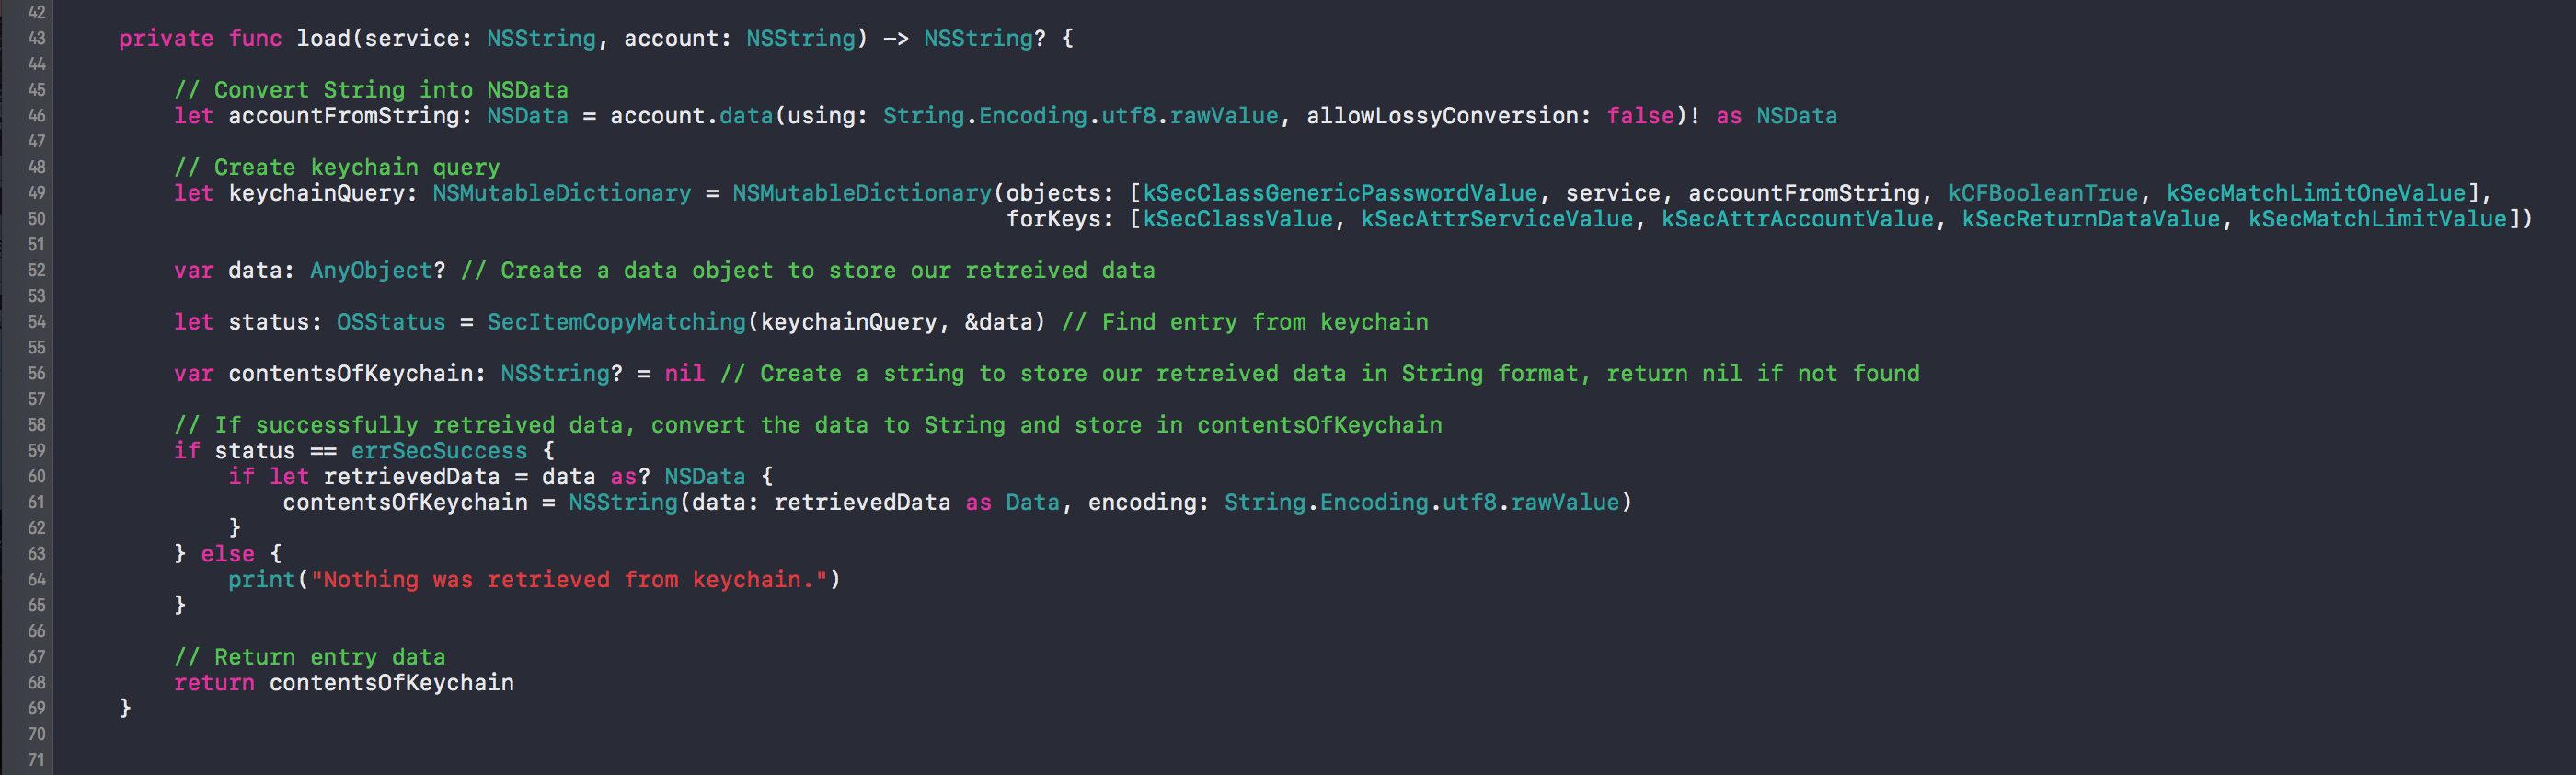 42
43 private func load(service: NSString, account: NSString) -> NSString? {
44
45 // Convert String into NSData
46 let accountFromString: NSData = account.data(using: String.Encoding.utf8.rawValue, allowLossyConversion: false)! as NSData
47
48 // Create keychain query
49 let keychainQuery: NSMutableDictionary = NSMutableDictionary(objects: [kSecClassGenericPasswordValue, service, accountFromString, kCFBooleanTrue, kSecMatchLimitOneValue],
50 forKeys: [kSecClassValue, kSecAttrServiceValue, kSecAttrAccountValue, kSecReturnDataValue, kSecMatchLimitValue])
51
52 var data: AnyObject? // Create a data object to store our retreived data
53
54 let status: OSStatus = SecItemCopyMatching(keychainQuery, &data) // Find entry from keychain
55
56 var contentsOfKeychain: NSString? = nil // Create a string to store our retreived data in String format, return nil if not found
57
58 // If successfully retreived data, convert the data to String and store in contentsOfKeychain
59 if status == errSecSuccess {
60 if let retrievedData = data as? NSData {
61 contentsOfKeychain = NSString(data: retrievedData as Data, encoding: String.Encoding.utf8.rawValue)
62 }
63 } else {
64 print("Nothing was retrieved from keychain.")
65 }
66
67 // Return entry data
68 return contentsOfKeychain
69 }
70
71